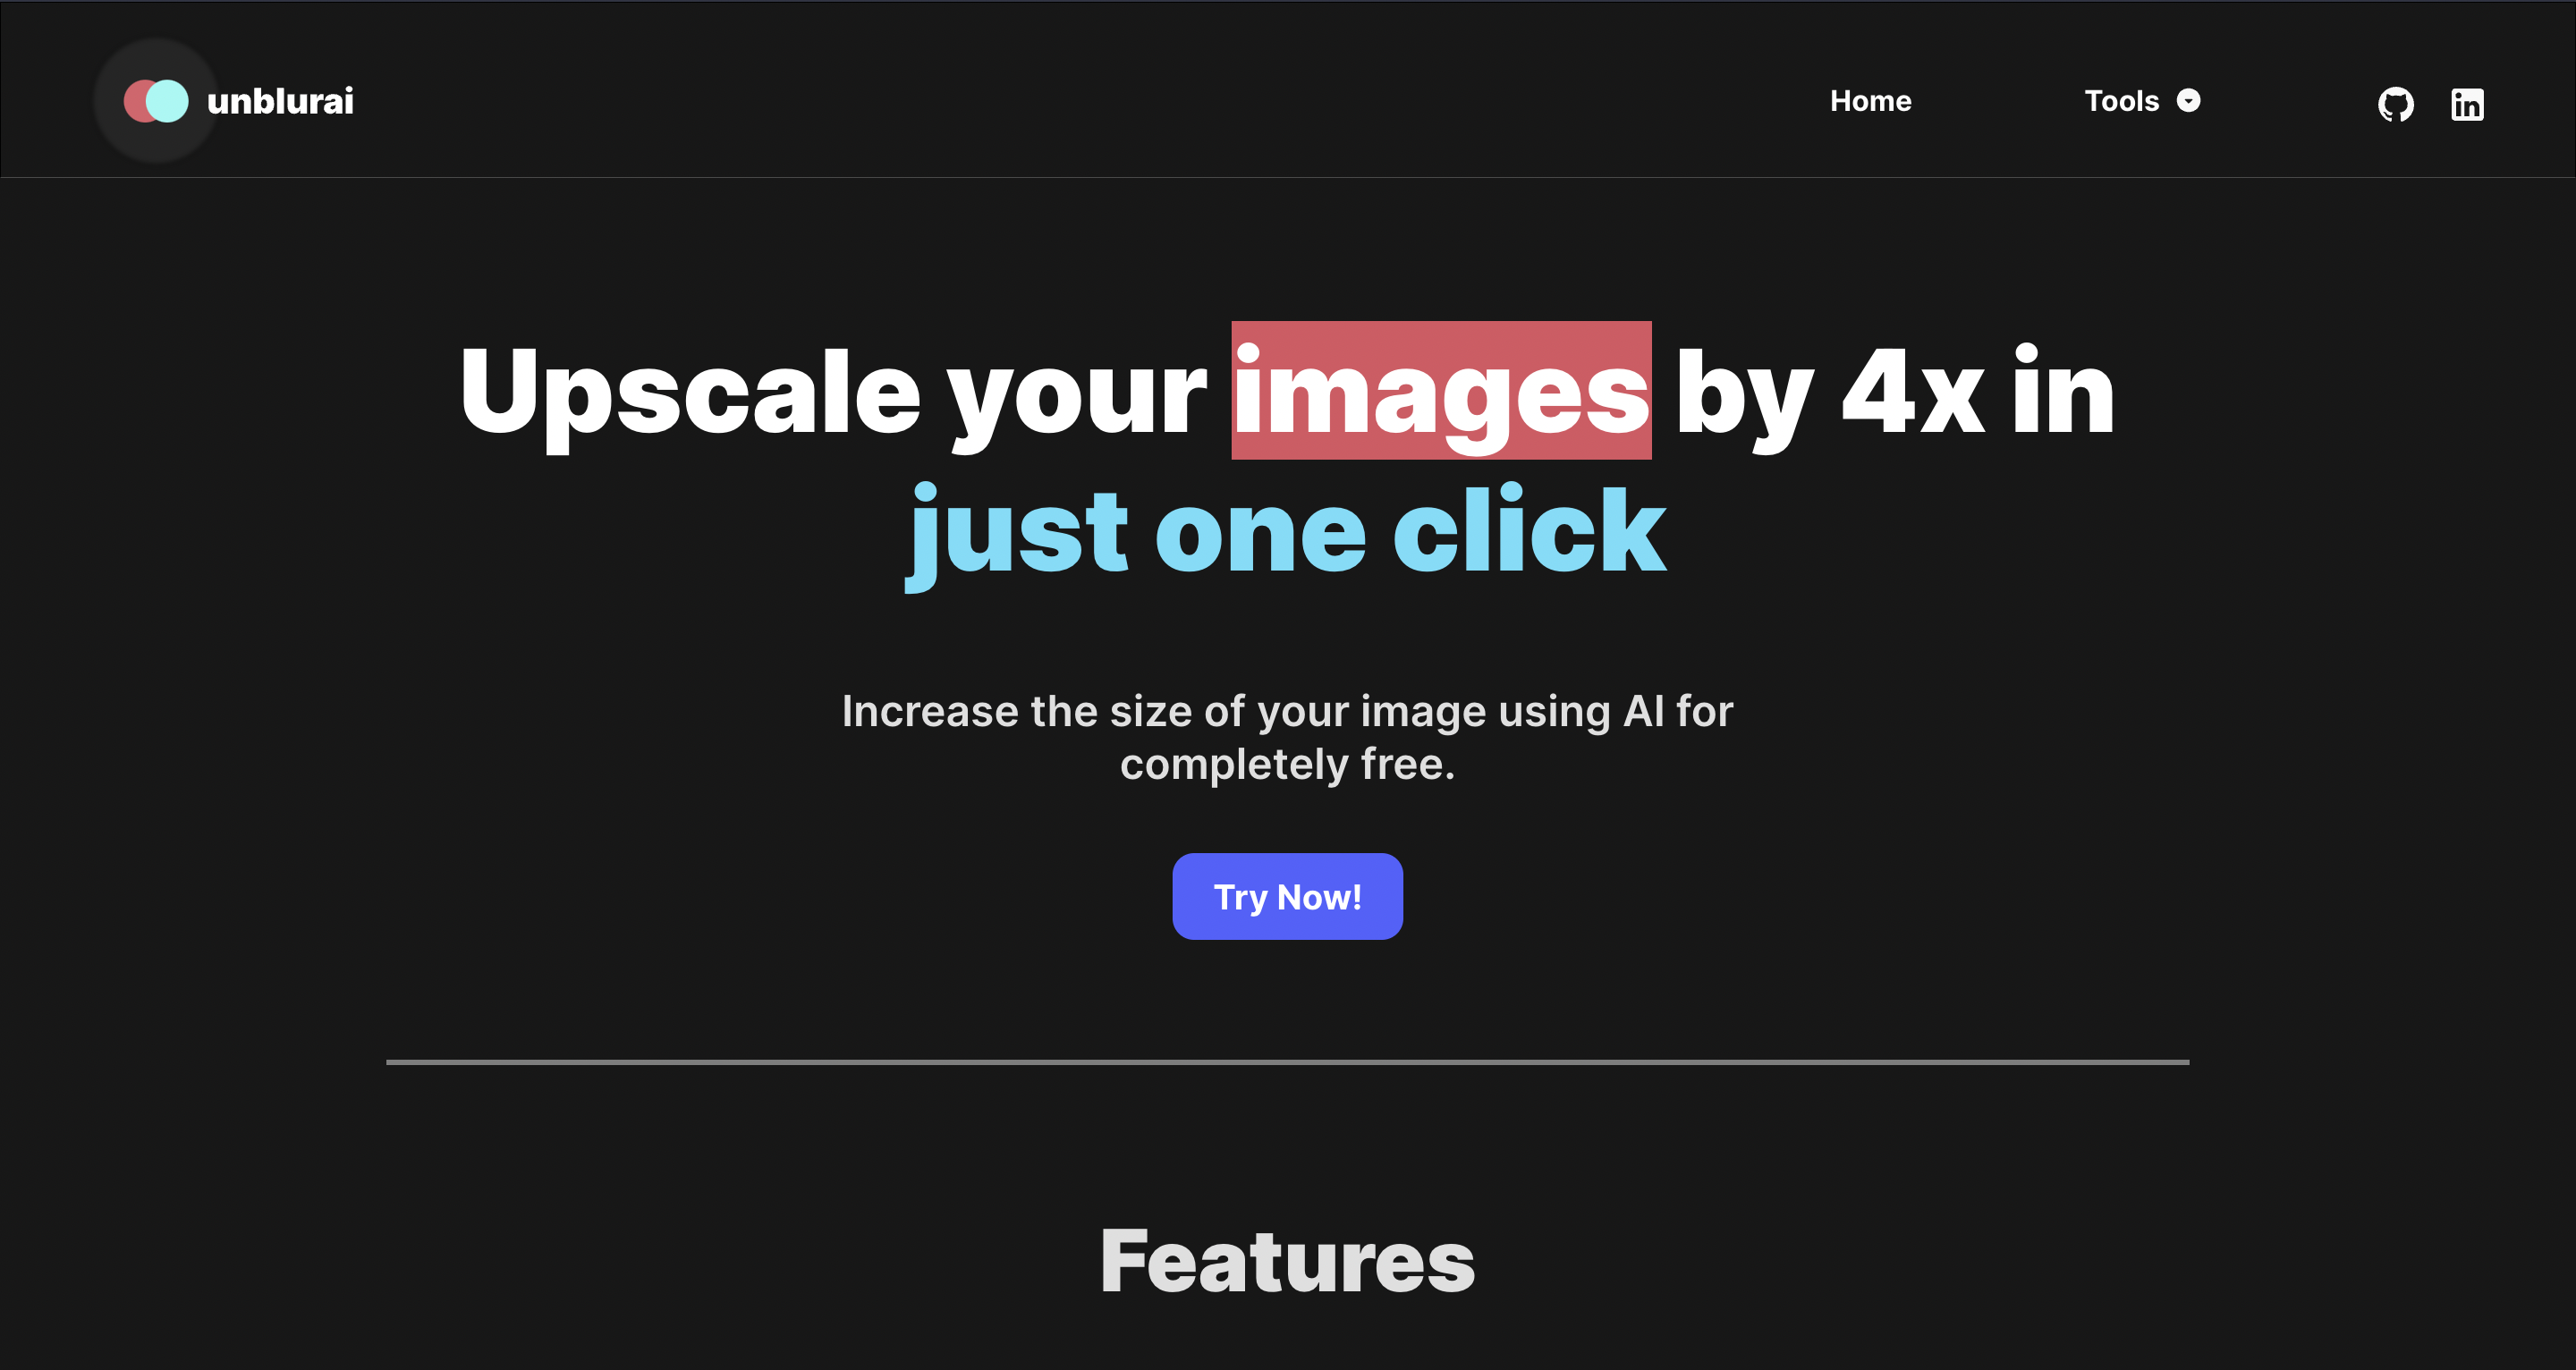 unblurai
Home
Tools
in
Upscale your images by 4x in
just one click
Increase the size of your image using AI for
completely free.
Try Now!
Features